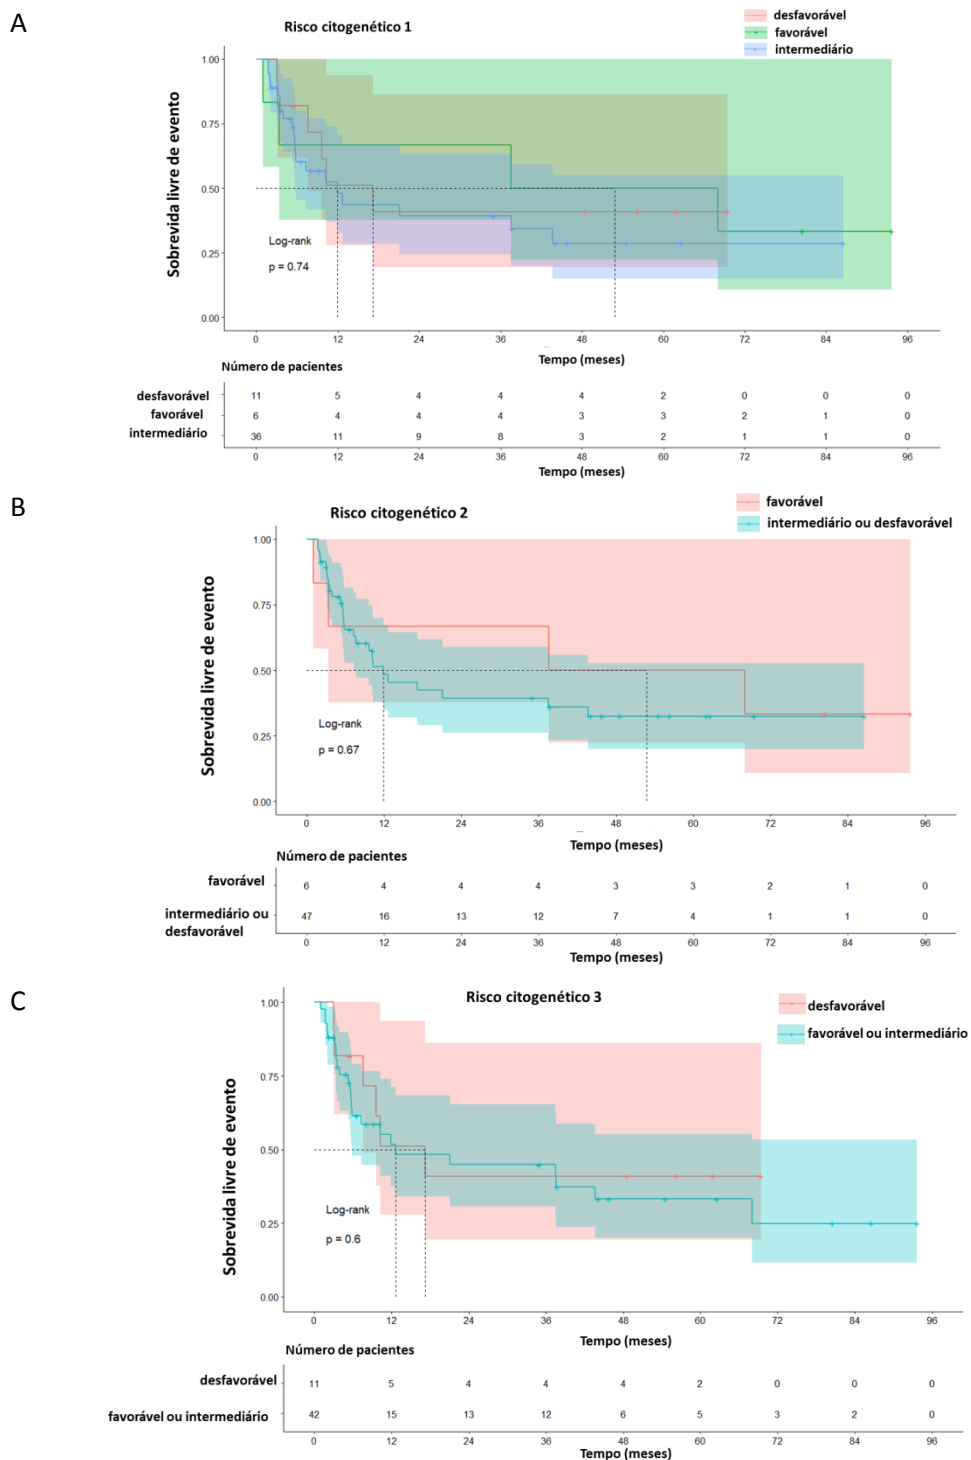 A
Risco citogenético 1
desfavorável
favorável
intermediário
Sobrevida livre de evento
1.00
0.75
0.50
0.25
0.00
Log-rank
p = 0.74
0 12 24 36 48 60 72 84 96
Tempo (meses)
Número de pacientes
desfavorável 11 5 4 4 4 2 0 0 0
favorável 6 4 4 4 3 3 2 1 0
intermediário 36 11 9 8 3 2 1 1 0
0 12 24 36 48 60 72 84 96
Tempo (meses)
B
Risco citogenético 2
favorável
intermediário ou desfavorável
Sobrevida livre de evento
1.00
0.75
0.50
0.25
0.00
Log-rank
p = 0.67
0 12 24 36 48 60 72 84 96
Tempo (meses)
Número de pacientes
favorável 6 4 4 4 3 3 2 1 0
intermediário ou
desfavorável 47 16 13 12 7 4 1 1 0
0 12 24 36 48 60 72 84 96
Tempo (meses)
C
Risco citogenético 3
desfavorável
favorável ou intermediário
Sobrevida livre de evento
1.00
0.75
0.50
0.25
0.00
Log-rank
p = 0.6
0 12 24 36 48 60 72 84 96
Tempo (meses)
Número de pacientes
desfavorável 11 5 4 4 4 2 0 0 0
favorável ou intermediário 42 15 13 12 6 5 3 2 0
0 12 24 36 48 60 72 84 96
Tempo (meses)